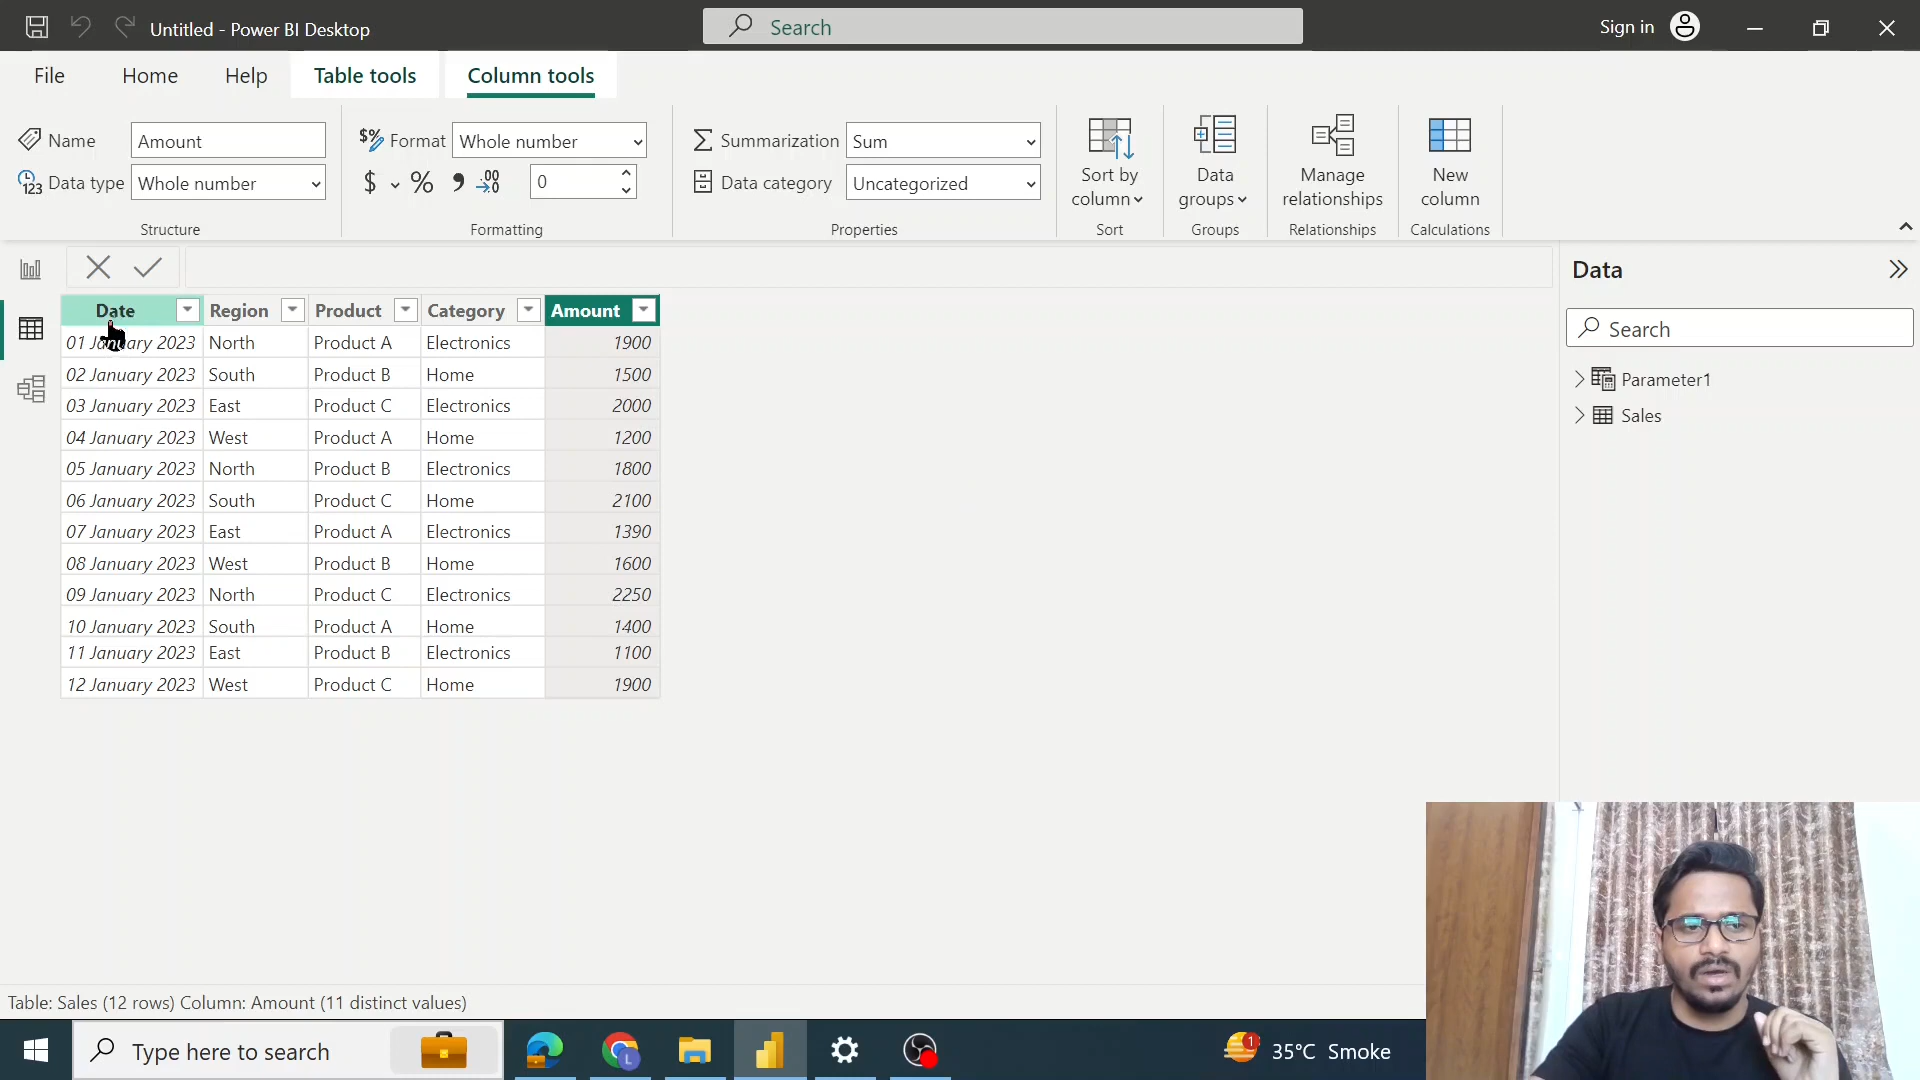 Untitled - Power BI Desktop
Search
Sign in
File
Home
Help
Table tools
Column tools
Name
Amount
Format
Whole number
Summarization
Sum
Data type
Whole number
$ % 0
Data category
Uncategorized
Sort by column
Data groups
Manage relationships
New column
Structure
Formatting
Properties
Sort
Groups
Relationships
Calculations
Data
Search
Parameter1
Sales
Date Region Product Category Amount
01 January 2023 North Product A Electronics 1900
02 January 2023 South Product B Home 1500
03 January 2023 East Product C Electronics 2000
04 January 2023 West Product A Home 1200
05 January 2023 North Product B Electronics 1800
06 January 2023 South Product C Home 2100
07 January 2023 East Product A Electronics 1390
08 January 2023 West Product B Home 1600
09 January 2023 North Product C Electronics 2250
10 January 2023 South Product A Home 1400
11 January 2023 East Product B Electronics 1100
12 January 2023 West Product C Home 1900
Table: Sales (12 rows) Column: Amount (11 distinct values)
Type here to search
35°C Smoke